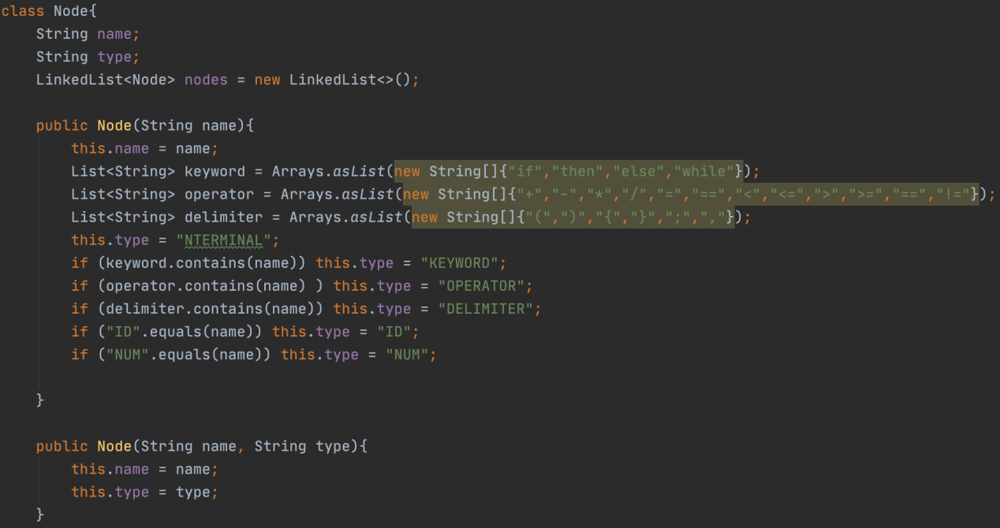 class Node{
    String name;
    String type;
    LinkedList<Node> nodes = new LinkedList<>();
    public Node(String name){
        this.name = name;
        List<String> keyword = Arrays.asList(new String[]{"if","then","else","while"});
        List<String> operator = Arrays.asList(new String[]{"+","-","*","/","=","==","<","<=",">",">=","==","!="});
        List<String> delimiter = Arrays.asList(new String[]{"(",")","{","}",";",","});
        this.type = "NTERMINAL";
        if (keyword.contains(name)) this.type = "KEYWORD";
        if (operator.contains(name) ) this.type = "OPERATOR";
        if (delimiter.contains(name)) this.type = "DELIMITER";
        if ("ID".equals(name)) this.type = "ID";
        if ("NUM".equals(name)) this.type = "NUM";
    }
    public Node(String name, String type){
        this.name = name;
        this.type = type;
    }